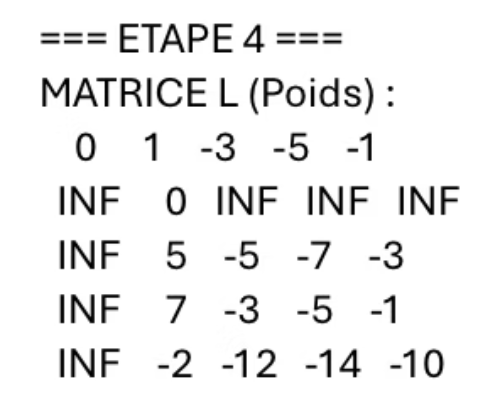 === ETAPE 4 ===
MATRICE L (Poids) :
0 1 -3 -5 -1
INF 0 INF INF INF
INF 5 -5 -7 -3
INF 7 -3 -5 -1
INF -2 -12 -14 -10